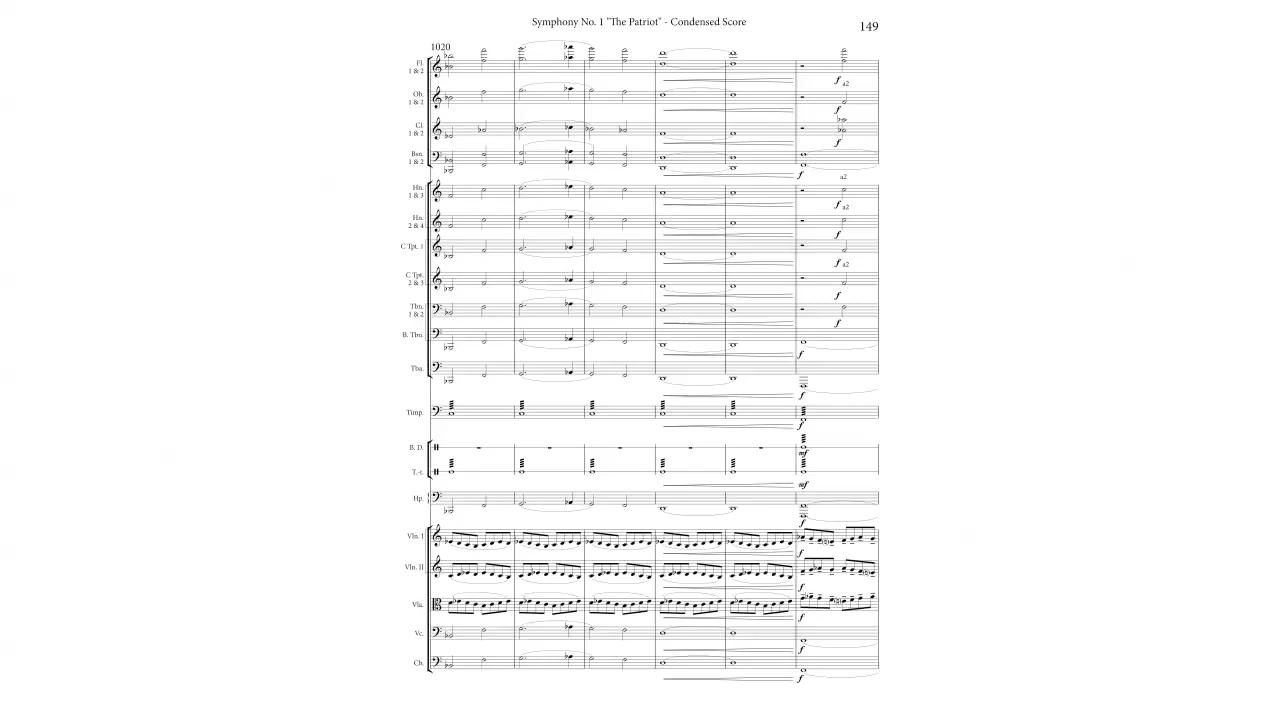 Symphony No. 1 "The Patriot" - Condensed Score
149
1020
Fl.
1 & 2
f
a2
Ob.
1 & 2
f
Cl.
1 & 2
f
Bsn.
1 & 2
f
a2
Hn.
1 & 3
f
a2
Hn.
2 & 4
f
C Tpt. 1
f
a2
C Tpt.
2 & 3
f
Tbn.
1 & 2
f
B. Tbn.
f
Tba.
f
Timp.
f
B. D.
mf
T.-t.
mf
Hp.
f
Vln. I
f
Vln. II
f
Vla.
f
Vc.
f
Cb.
f